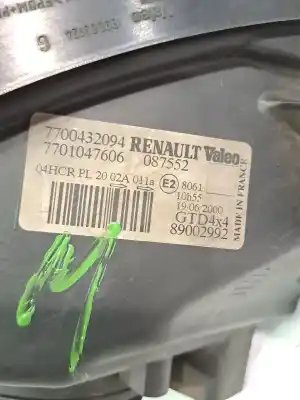 7700432094 RENAULT Valeo
7701047606 087552
04HCR PL 20 02A 011a E2 8061
10h55
19/06/2000
GTD4x4
89002992
MADE IN FRANCE